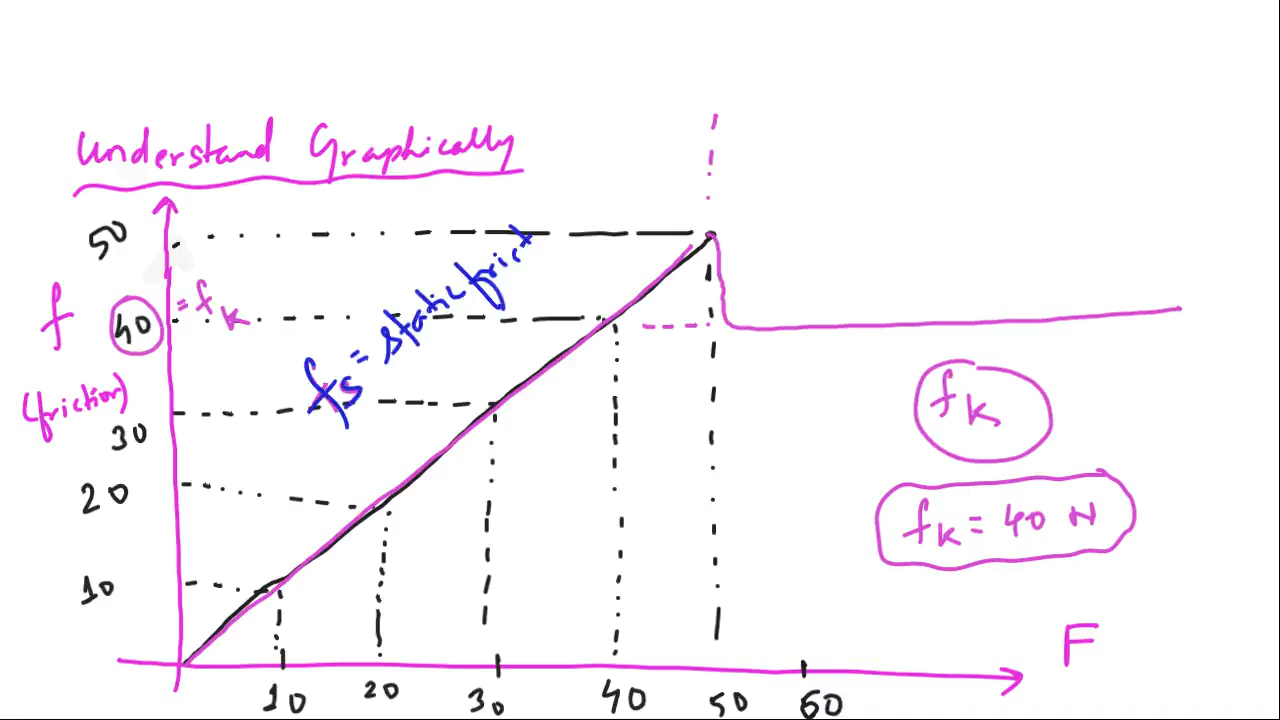 Understand Graphically
50
f
40 = fk
fs = static frict
(friction)
30
20
10
fk
fk = 40 N
F
10 20 30 40 50 60